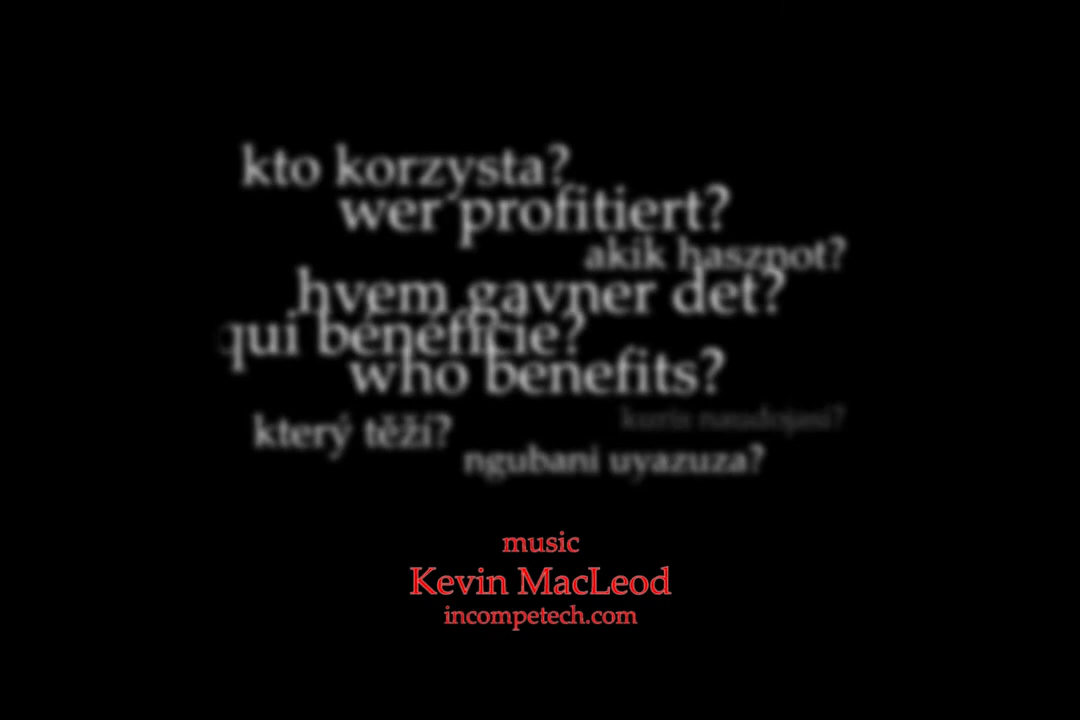 kto korzysta?
wer profitiert?
akik hasznot?
hvem gavner det?
qui bénéficie?
who benefits?
který těží?
naudojasi?
ngubani uyazuza?
music
Kevin MacLeod
incompetech.com